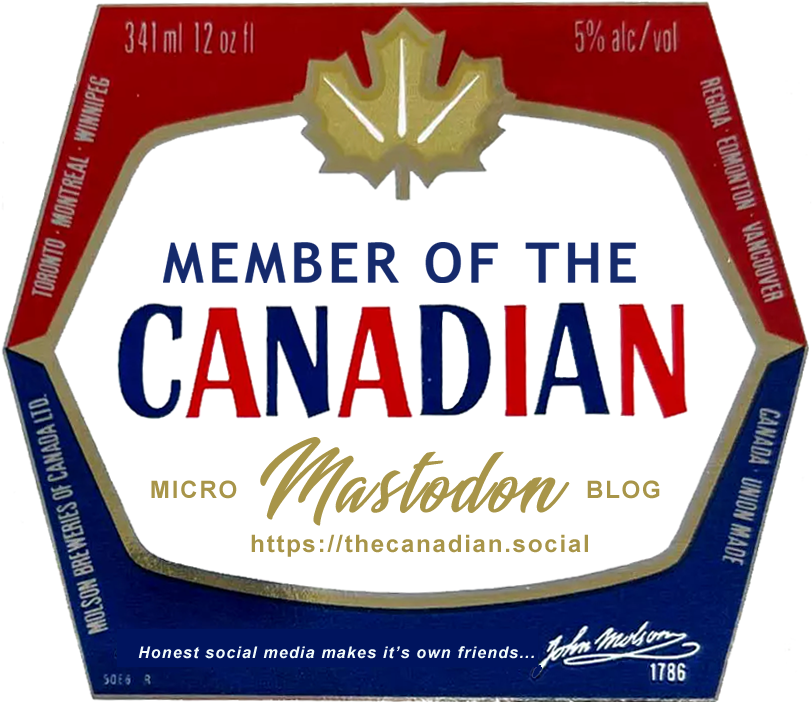 341 ml 12 oz fl
5% alc/vol
TORONTO · MONTREAL · WINNIPEG
REGINA · EDMONTON · VANCOUVER
MEMBER OF THE
CANADIAN
MICRO Mastodon BLOG
https://thecanadian.social
MOLSON BREWERIES OF CANADA LTD.
CANADA · UNION MADE
Honest social media makes it’s own friends...
John Molson
1786
50E6 R